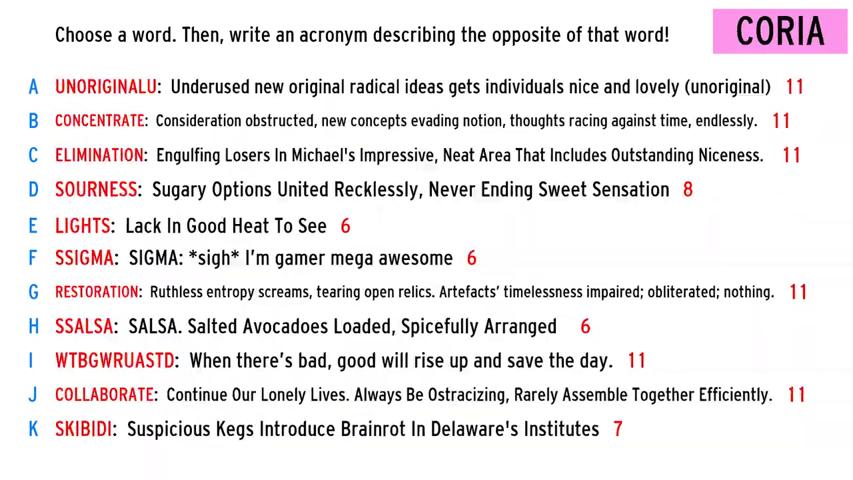 Choose a word. Then, write an acronym describing the opposite of that word!
CORIA
A UNORIGINALU: Underused new original radical ideas gets individuals nice and lovely (unoriginal) 11
B CONCENTRATE: Consideration obstructed, new concepts evading notion, thoughts racing against time, endlessly. 11
C ELIMINATION: Engulfing Losers In Michael's Impressive, Neat Area That Includes Outstanding Niceness. 11
D SOURNESS: Sugary Options United Recklessly, Never Ending Sweet Sensation 8
E LIGHTS: Lack In Good Heat To See 6
F SSIGMA: SIGMA: *sigh* I'm gamer mega awesome 6
G RESTORATION: Ruthless entropy screams, tearing open relics. Artefacts' timelessness impaired; obliterated; nothing. 11
H SSALSA: SALSA. Salted Avocadoes Loaded, Spicefully Arranged 6
I WTBGWRUASTD: When there's bad, good will rise up and save the day. 11
J COLLABORATE: Continue Our Lonely Lives. Always Be Ostracizing, Rarely Assemble Together Efficiently. 11
K SKIBIDI: Suspicious Kegs Introduce Brainrot In Delaware's Institutes 7